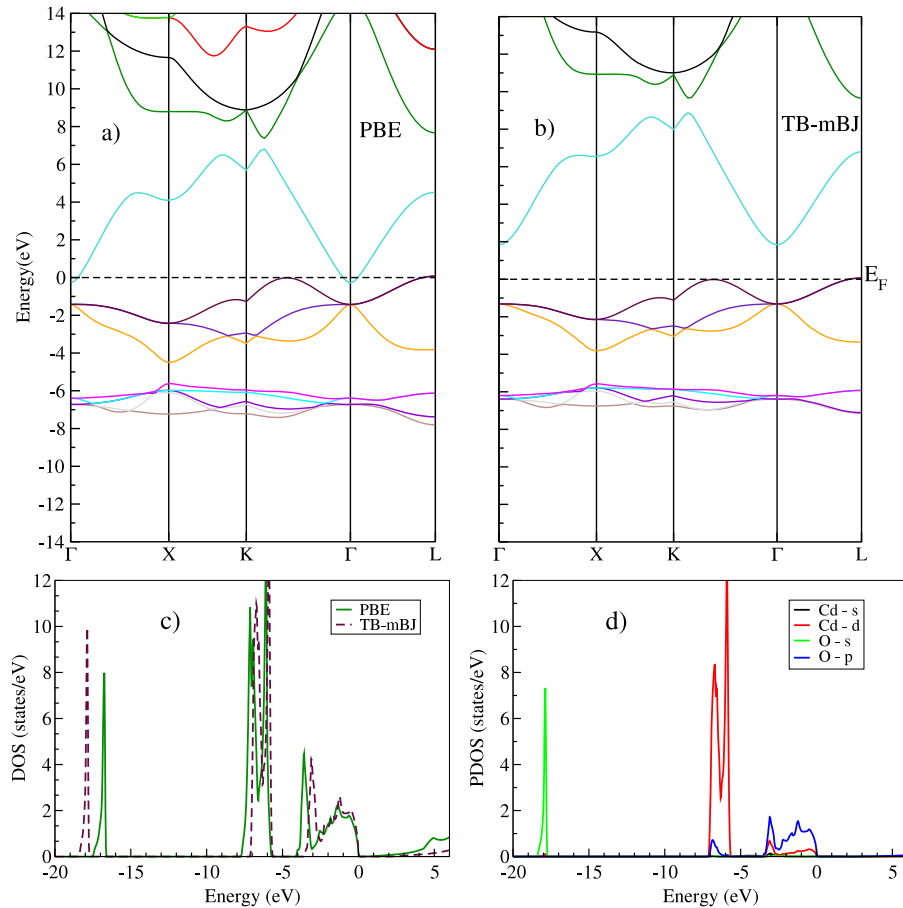 14
12
10
8
6
4
2
0
-2
-4
-6
-8
-10
-12
-14
Energy(eV)
a)
PBE
Γ
X
K
Γ
L
b)
TB-mBJ
E_F
Γ
X
K
Γ
L
12
10
8
6
4
2
0
DOS (states/eV)
c)
PBE
TB-mBJ
-20
-15
-10
-5
0
5
Energy (eV)
12
10
8
6
4
2
0
PDOS (states/eV)
d)
Cd - s
Cd - d
O - s
O - p
-20
-15
-10
-5
0
5
Energy (eV)